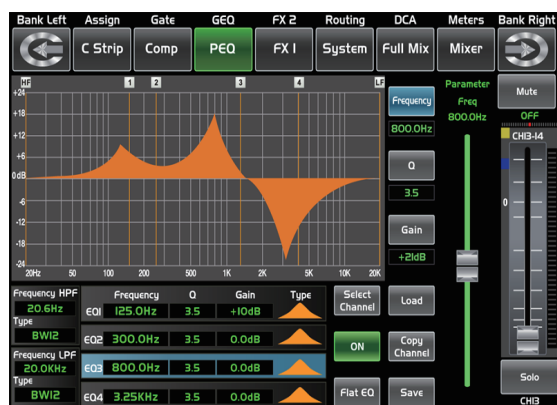 Bank Left Assign Gate GEQ FX 2 Routing DCA Meters Bank Right
C Strip Comp PEQ FX 1 System Full Mix Mixer
HF 1 2 3 4 LF
+24
+18
+12
+6
0dB
-6
-12
-18
-24
20Hz 50 100 200 500 1K 2K 5K 10K 20K
Frequency
800.0Hz
Q
3.5
Gain
+21dB
Parameter
Freq
800.0Hz
Mute
OFF
CH13-14
0
Frequency HPF
20.6Hz
Type
BW12
Frequency LPF
20.0KHz
Type
BW12
Frequency Q Gain Type
EQ1 125.0Hz 3.5 +10dB
EQ2 300.0Hz 3.5 0.0dB
EQ3 800.0Hz 3.5 0.0dB
EQ4 3.25KHz 3.5 0.0dB
Select Channel
Load
ON
Copy Channel
Flat EQ
Save
Solo
CH13